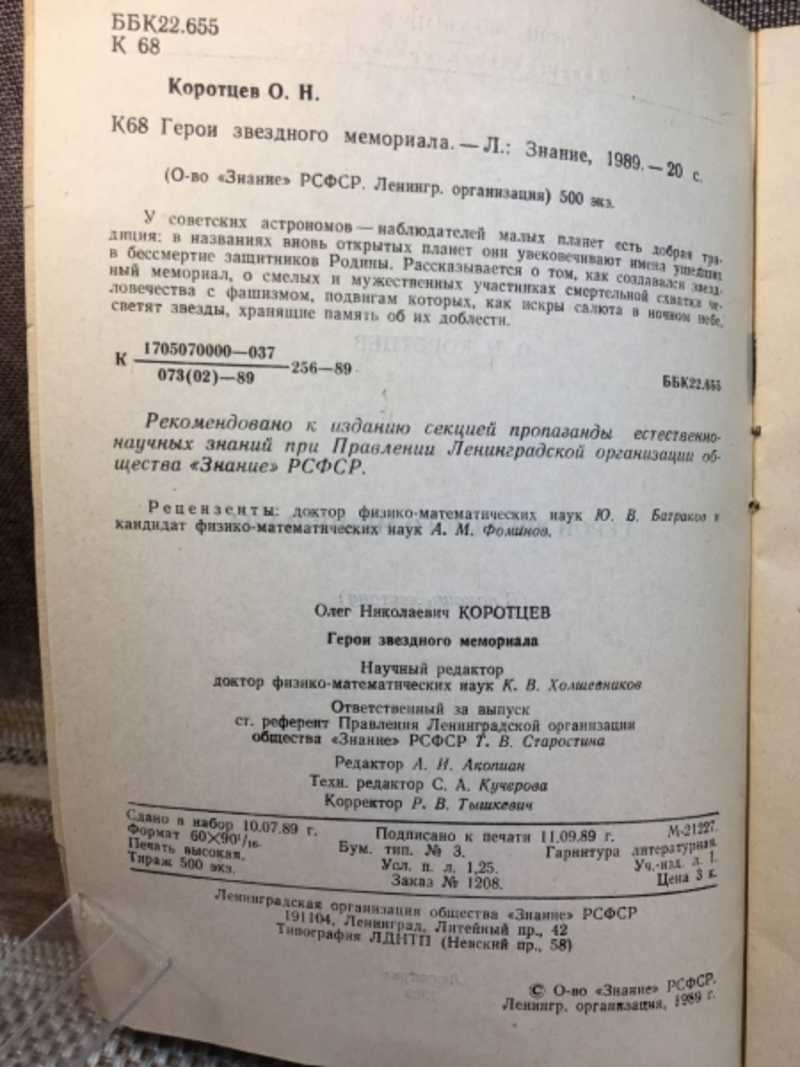 ББК22.655
К 68
Коротцев О. Н.
К68 Герои звездного мемориала. — Л.: Знание, 1989. — 20 с.
(О-во «Знание» РСФСР. Ленингр. организация) 500 экз.
У советских астрономов — наблюдателей малых планет есть добрая тра-
диция: в названиях вновь открытых планет они увековечивают имена ушедших
в бессмертие защитников Родины. Рассказывается о том, как создавался звезд-
ный мемориал, о смелых и мужественных участниках смертельной схватки че-
ловечества с фашизмом, подвигам которых, как искры салюта в ночном небе,
светят звезды, хранящие память об их доблести.
К 1705070000—037
073(02)—89 256—89
ББК22.655
Рекомендовано к изданию секцией пропаганды естественно-
научных знаний при Правлении Ленинградской организации об-
щества «Знание» РСФСР.
Рецензенты: доктор физико-математических наук Ю. В. Батраков и
кандидат физико-математических наук А. М. Фоминов.
Олег Николаевич КОРОТЦЕВ
Герои звездного мемориала
Научный редактор
доктор физико-математических наук К. В. Холшевников
Ответственный за выпуск
ст. референт Правления Ленинградской организации
общества «Знание» РСФСР Т. В. Старостина
Редактор А. И. Акопиан
Техн. редактор С. А. Кучерова
Корректор Р. В. Тышкевич
Сдано в набор 10.07.89 г. Подписано к печати 11.09.89 г. М-21227.
Формат 60×90¹/₁₆. Бум. тип. № 3. Гарнитура литературная.
Печать высокая. Усл. п. л. 1,25. Уч.-изд. л. 1.
Тираж 500 экз. Заказ № 1208. Цена 3 к.
Ленинградская организация общества «Знание» РСФСР
191104, Ленинград, Литейный пр., 42
Типография ЛДНТП (Невский пр., 58)
© О-во «Знание» РСФСР.
Ленингр. организация, 1989 г.